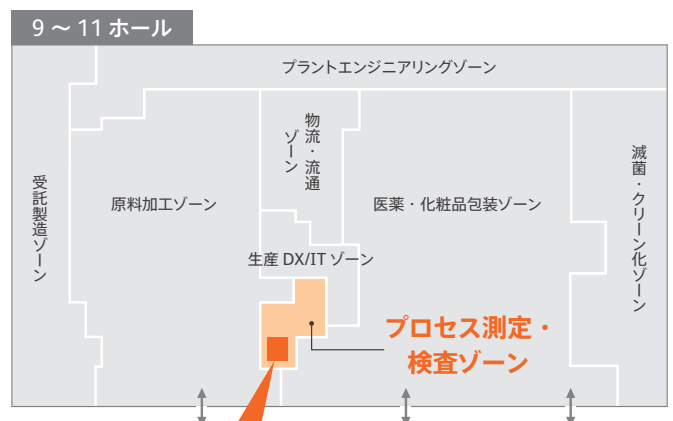 9 ～ 11 ホール
プラントエンジニアリングゾーン
物流・流通
ゾーン
受託製造ゾーン
原料加工ゾーン
医薬・化粧品包装ゾーン
滅菌・クリーン化ゾーン
生産 DX/IT ゾーン
プロセス測定・
検査ゾーン